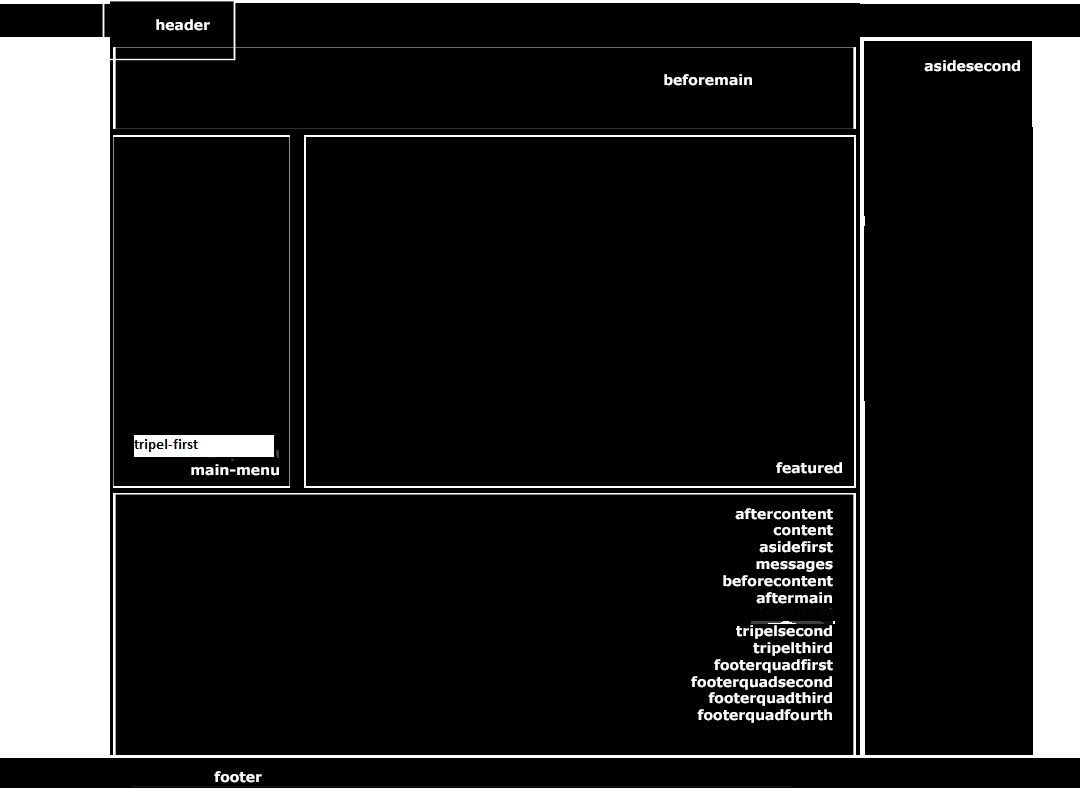 header
asidesecond
beforemain
tripel-first
main-menu
featured
aftercontent
content
asidefirst
messages
beforecontent
aftermain
tripelsecond
tripelthird
footerquadfirst
footerquadsecond
footerquadthird
footerquadfourth
footer